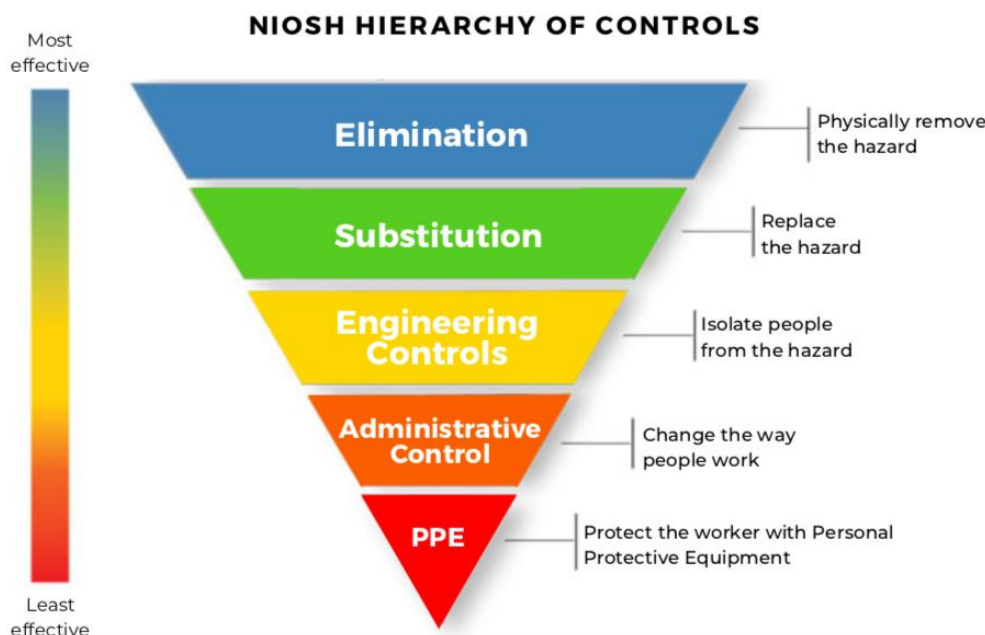 NIOSH HIERARCHY OF CONTROLS
Most
effective
Elimination
Physically remove
the hazard
Substitution
Replace
the hazard
Engineering
Controls
Isolate people
from the hazard
Administrative
Control
Change the way
people work
PPE
Protect the worker with Personal
Protective Equipment
Least
effective